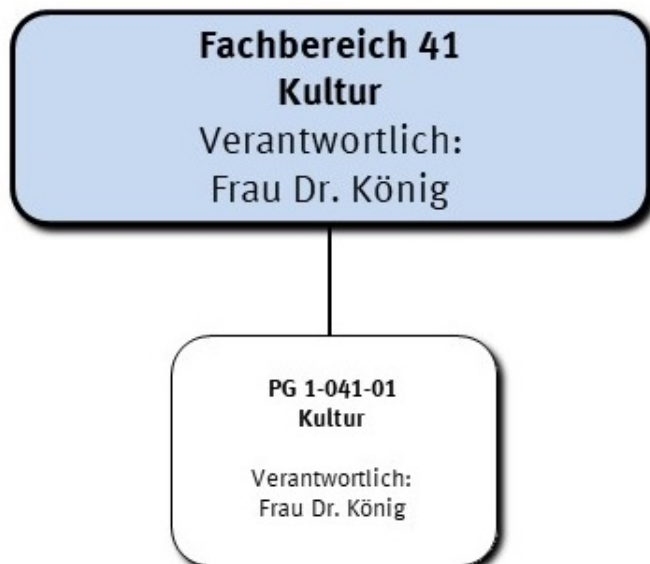 Fachbereich 41
Kultur
Verantwortlich:
Frau Dr. König
PG 1-041-01
Kultur
Verantwortlich:
Frau Dr. König